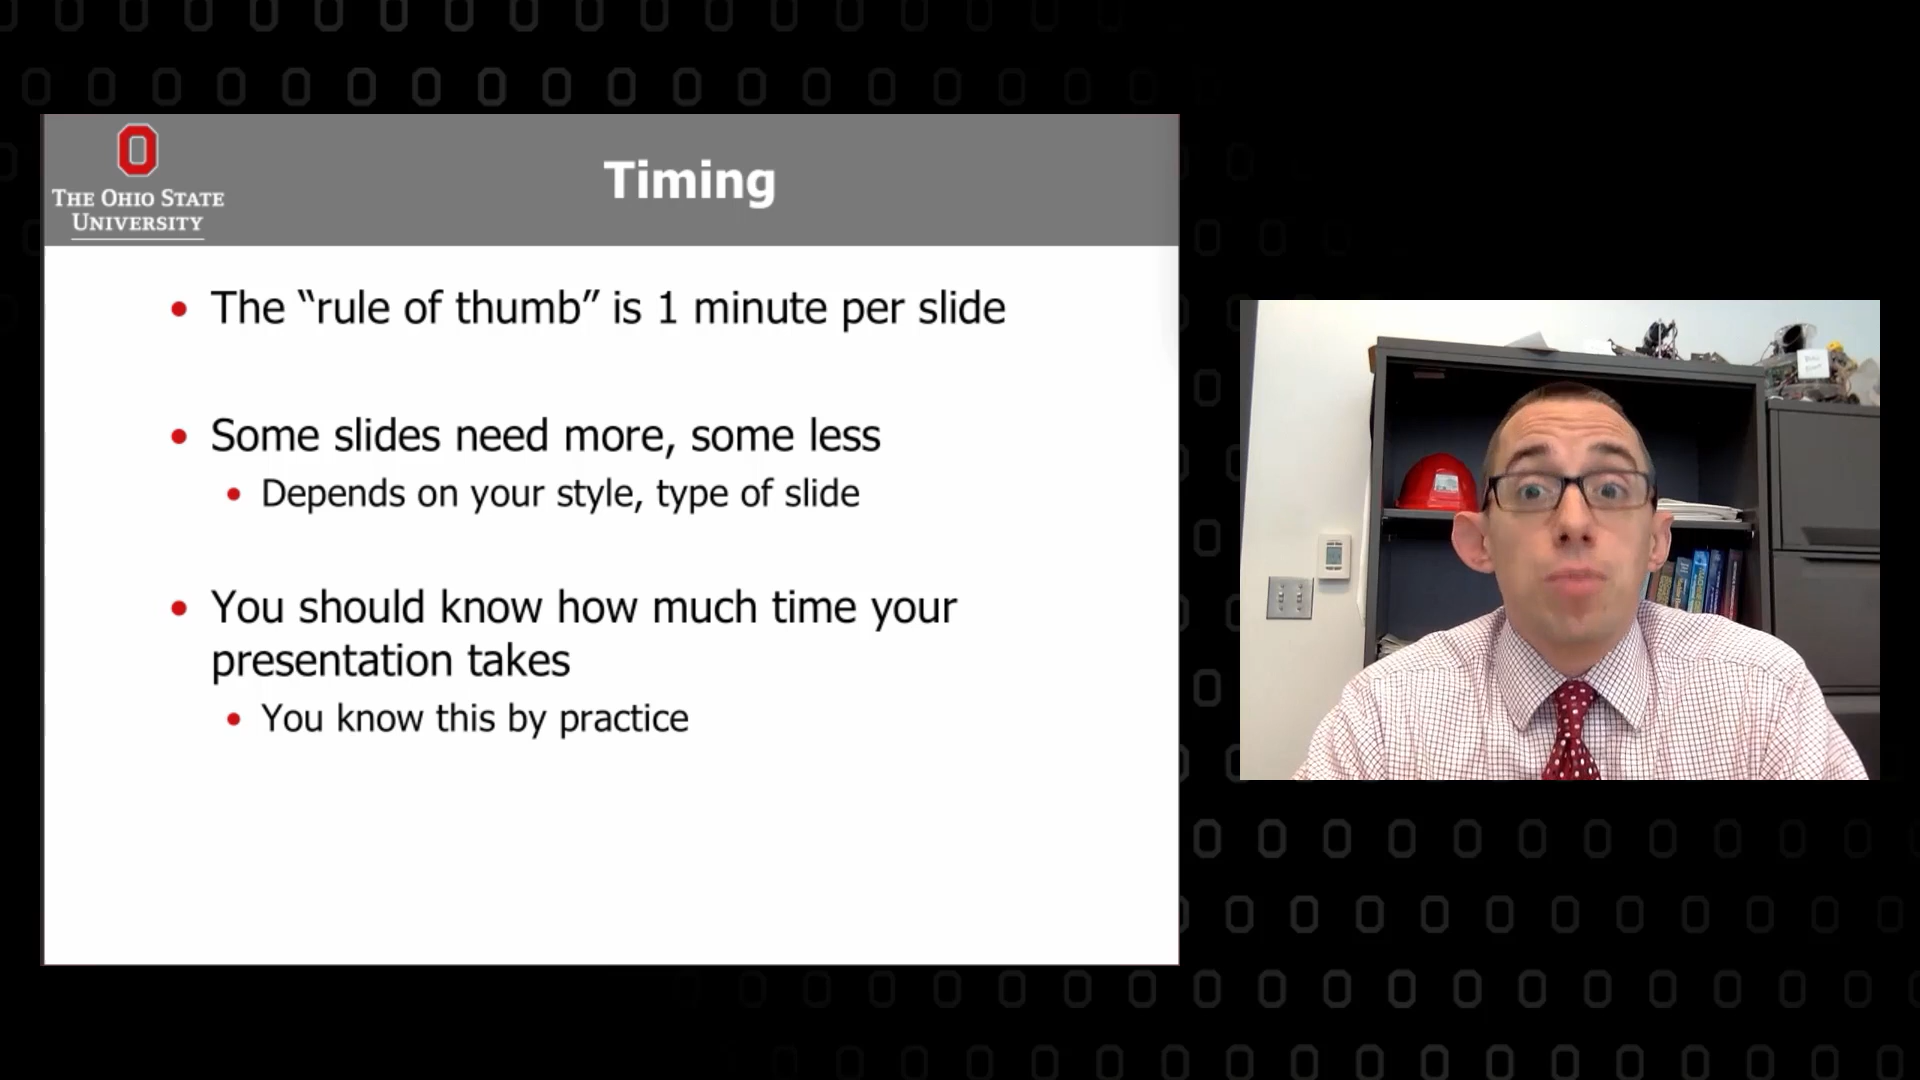 THE OHIO STATE
UNIVERSITY
Timing
• The “rule of thumb” is 1 minute per slide
• Some slides need more, some less
• Depends on your style, type of slide
• You should know how much time your
presentation takes
• You know this by practice